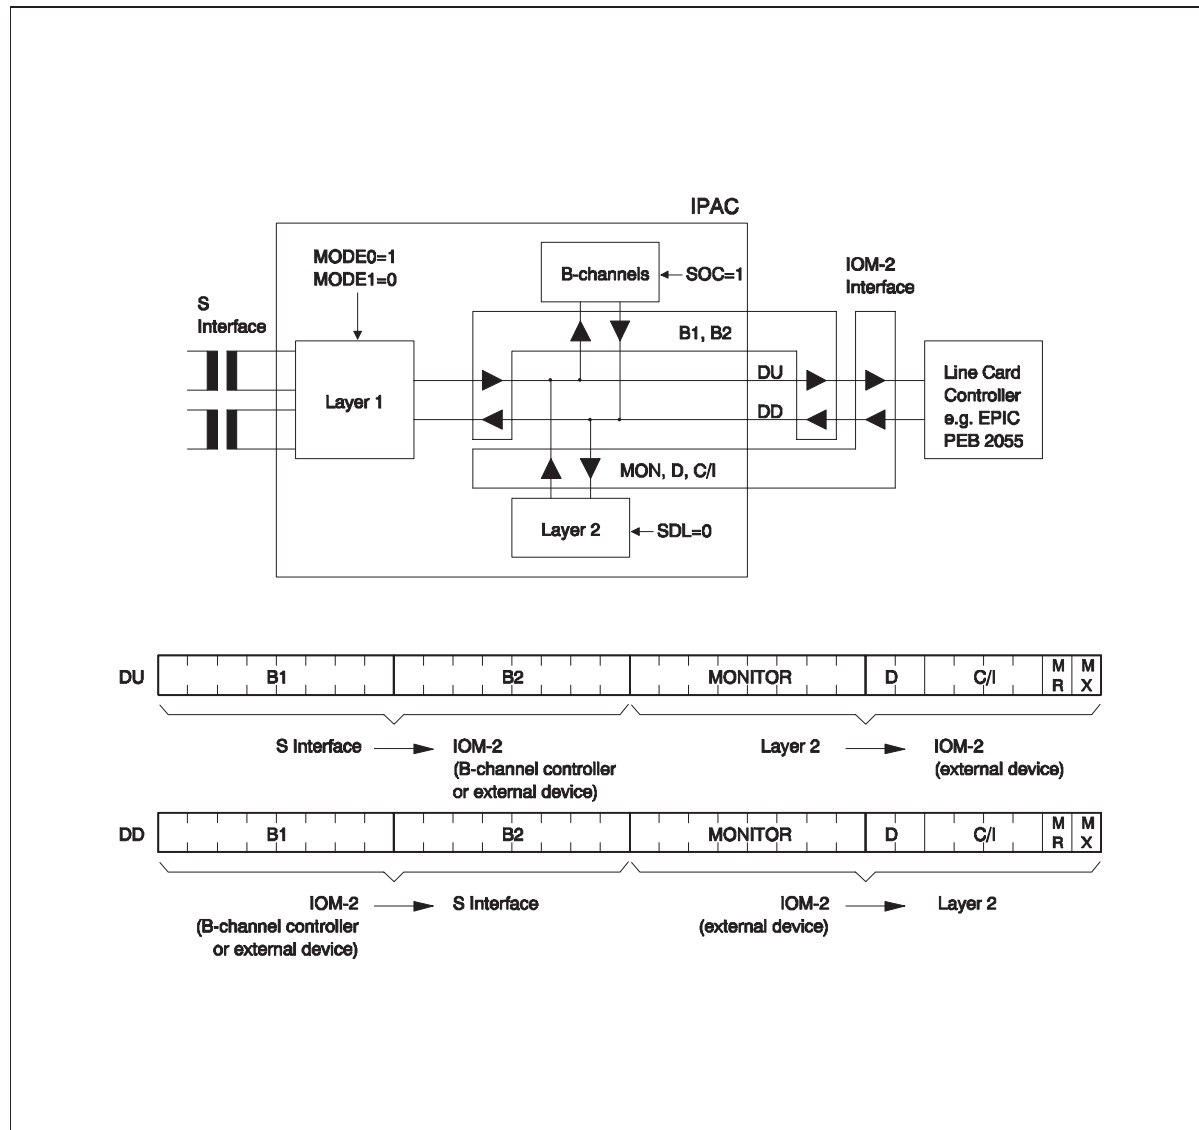 IPAC
MODE0=1
MODE1=0
B-channels
SOC=1
IOM-2
Interface
S
Interface
B1, B2
Layer 1
DU
DD
Line Card
Controller
e.g. EPIC
PEB 2055
MON, D, C/I
Layer 2
SDL=0
DU B1 B2 MONITOR D C/I M R M X
S Interface IOM-2
(B-channel controller
or external device)
Layer 2 IOM-2
(external device)
DD B1 B2 MONITOR D C/I M R M X
IOM-2 S Interface
(B-channel controller
or external device)
IOM-2 Layer 2
(external device)